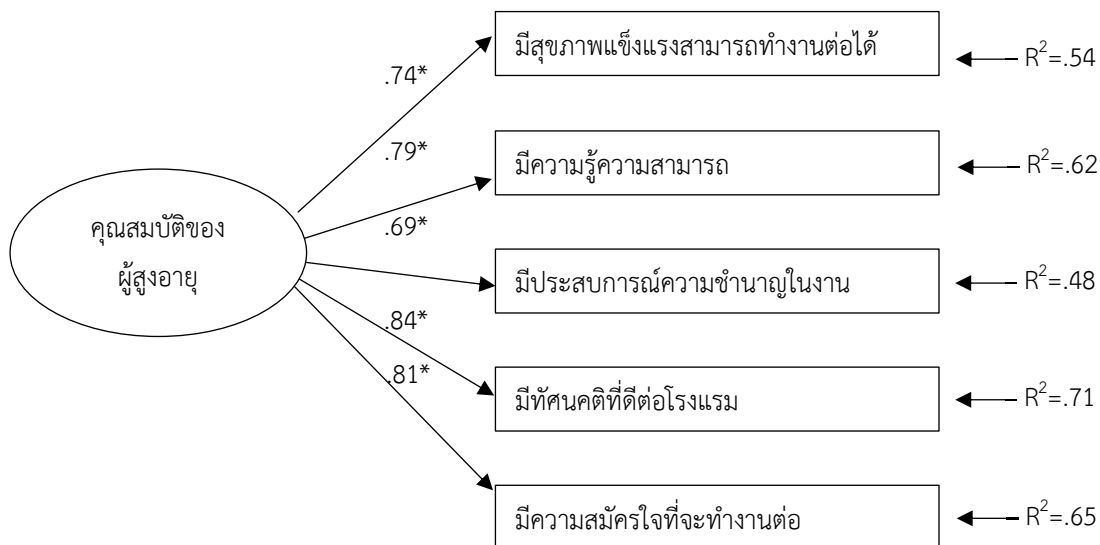 มีสุขภาพแข็งแรงสามารถทำงานต่อได้
R²=.54
.74*
.79*
มีความรู้ความสามารถ
R²=.62
คุณสมบัติของ
ผู้สูงอายุ
.69*
มีประสบการณ์ความชำนาญในงาน
R²=.48
.84*
.81*
มีทัศนคติที่ดีต่อโรงแรม
R²=.71
มีความสมัครใจที่จะทำงานต่อ
R²=.65